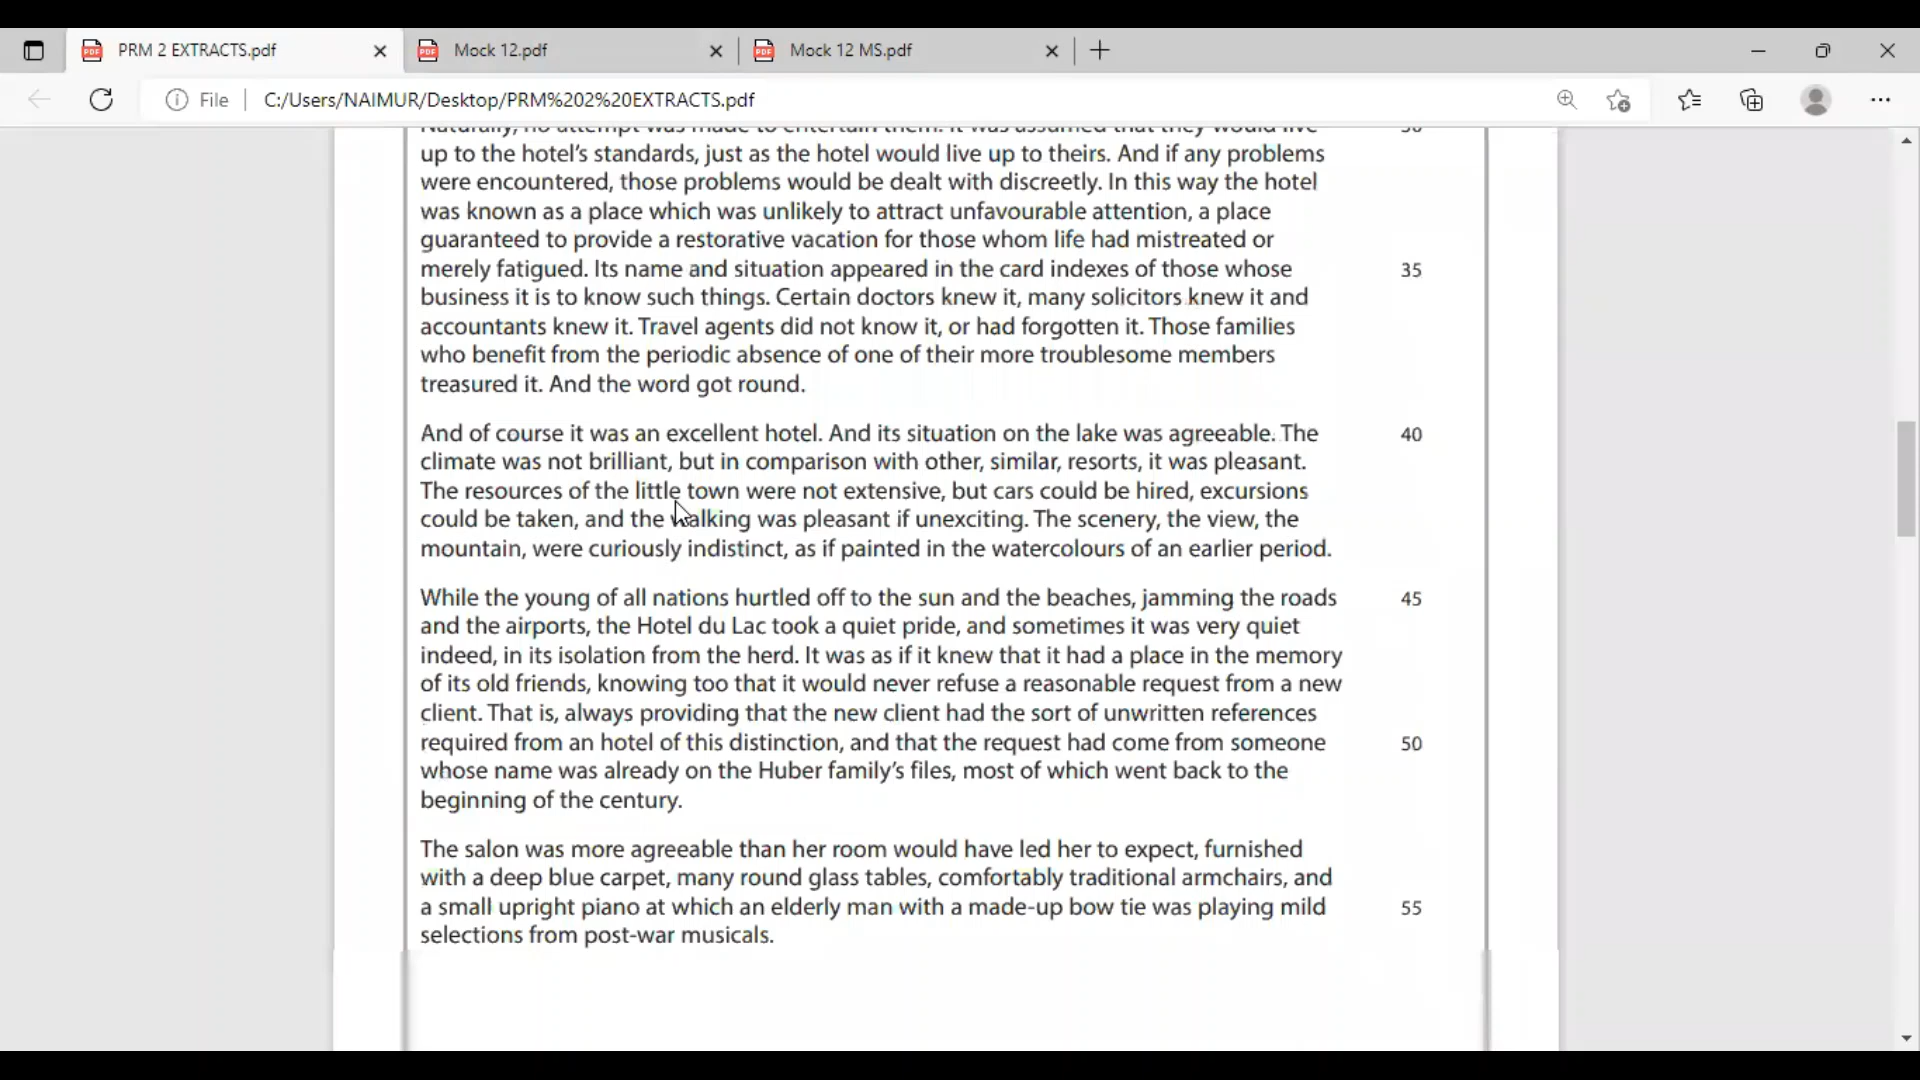 PRM 2 EXTRACTS.pdf
Mock 12.pdf
Mock 12 MS.pdf
File
C:/Users/NAIMUR/Desktop/PRM%202%20EXTRACTS.pdf
Naturally, no attempt was made to entertain them. It was assumed that they would live 30
up to the hotel's standards, just as the hotel would live up to theirs. And if any problems
were encountered, those problems would be dealt with discreetly. In this way the hotel
was known as a place which was unlikely to attract unfavourable attention, a place
guaranteed to provide a restorative vacation for those whom life had mistreated or
merely fatigued. Its name and situation appeared in the card indexes of those whose 35
business it is to know such things. Certain doctors knew it, many solicitors knew it and
accountants knew it. Travel agents did not know it, or had forgotten it. Those families
who benefit from the periodic absence of one of their more troublesome members
treasured it. And the word got round.
And of course it was an excellent hotel. And its situation on the lake was agreeable. The 40
climate was not brilliant, but in comparison with other, similar, resorts, it was pleasant.
The resources of the little town were not extensive, but cars could be hired, excursions
could be taken, and the walking was pleasant if unexciting. The scenery, the view, the
mountain, were curiously indistinct, as if painted in the watercolours of an earlier period.
While the young of all nations hurtled off to the sun and the beaches, jamming the roads 45
and the airports, the Hotel du Lac took a quiet pride, and sometimes it was very quiet
indeed, in its isolation from the herd. It was as if it knew that it had a place in the memory
of its old friends, knowing too that it would never refuse a reasonable request from a new
client. That is, always providing that the new client had the sort of unwritten references
required from an hotel of this distinction, and that the request had come from someone 50
whose name was already on the Huber family's files, most of which went back to the
beginning of the century.
The salon was more agreeable than her room would have led her to expect, furnished
with a deep blue carpet, many round glass tables, comfortably traditional armchairs, and
a small upright piano at which an elderly man with a made-up bow tie was playing mild 55
selections from post-war musicals.